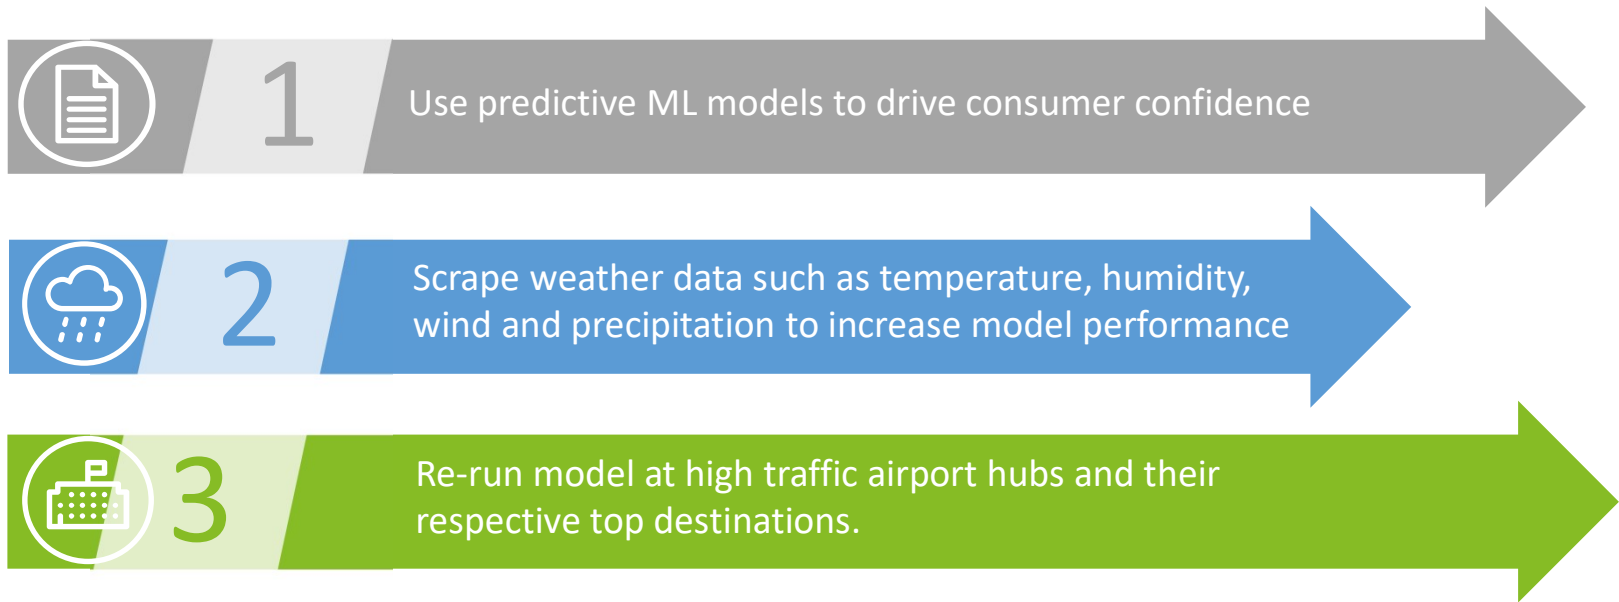 1
Use predictive ML models to drive consumer confidence
2
Scrape weather data such as temperature, humidity,
wind and precipitation to increase model performance
3
Re-run model at high traffic airport hubs and their
respective top destinations.